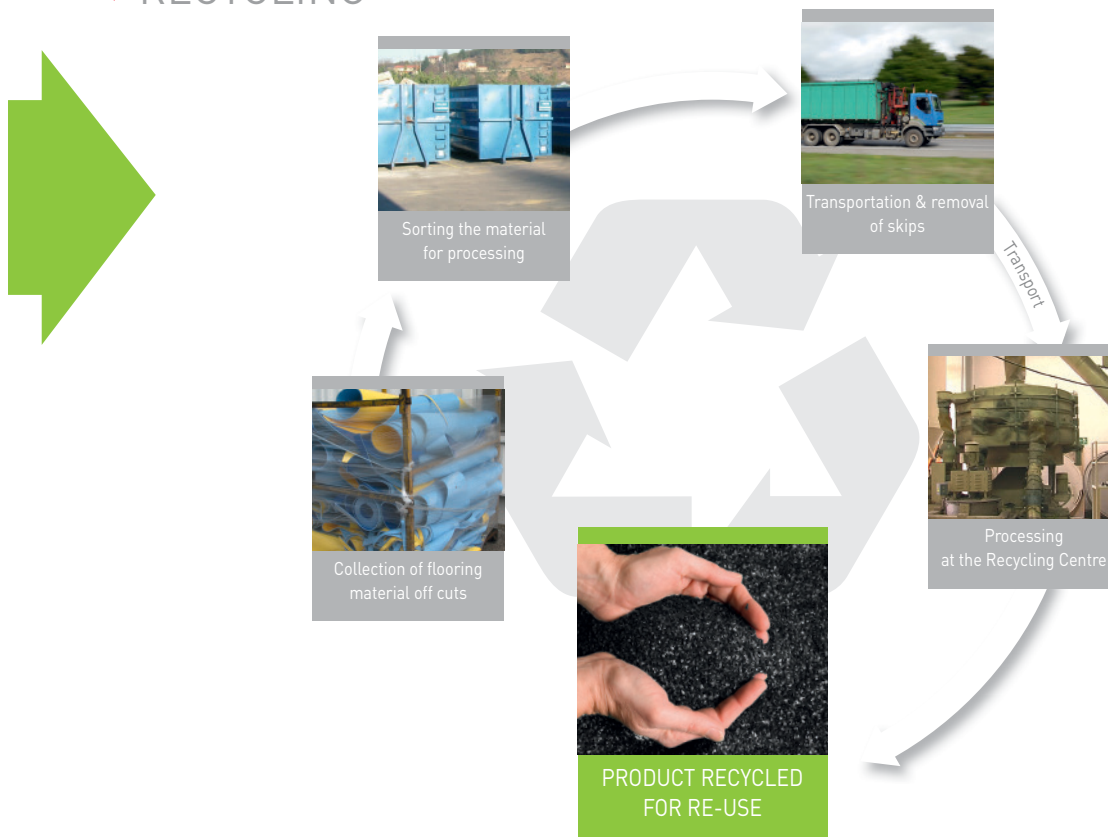 RECYCLING
Sorting the material
for processing
Transportation & removal
of skips
Transport
Collection of flooring
material off cuts
Processing
at the Recycling Centre
PRODUCT RECYCLED
FOR RE-USE